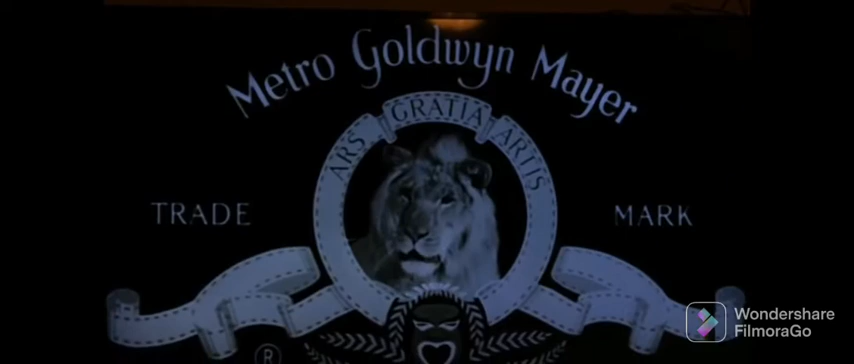 Metro Goldwyn Mayer
ARS GRATIA ARTIS
TRADE MARK
®
Wondershare
FilmoraGo